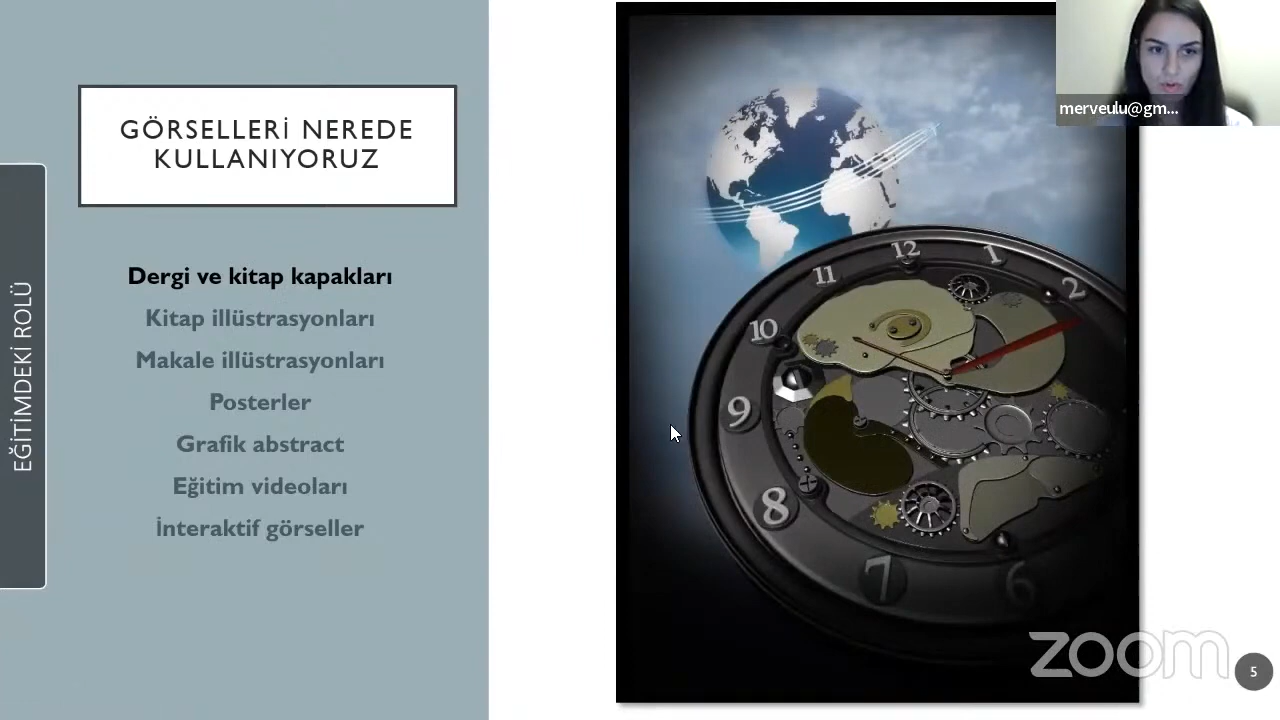 GÖRSELLERİ NEREDE
KULLANIYORUZ
EĞİTİMDEKİ ROLÜ
Dergi ve kitap kapakları
Kitap illüstrasyonları
Makale illüstrasyonları
Posterler
Grafik abstract
Eğitim videoları
İnteraktif görseller
12
1
2
11
10
9
8
7
6
merveulu@gm...
zoom
5